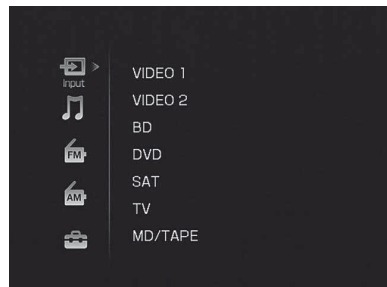 Input
VIDEO 1
VIDEO 2
BD
FM
DVD
SAT
AM
TV
MD/TAPE